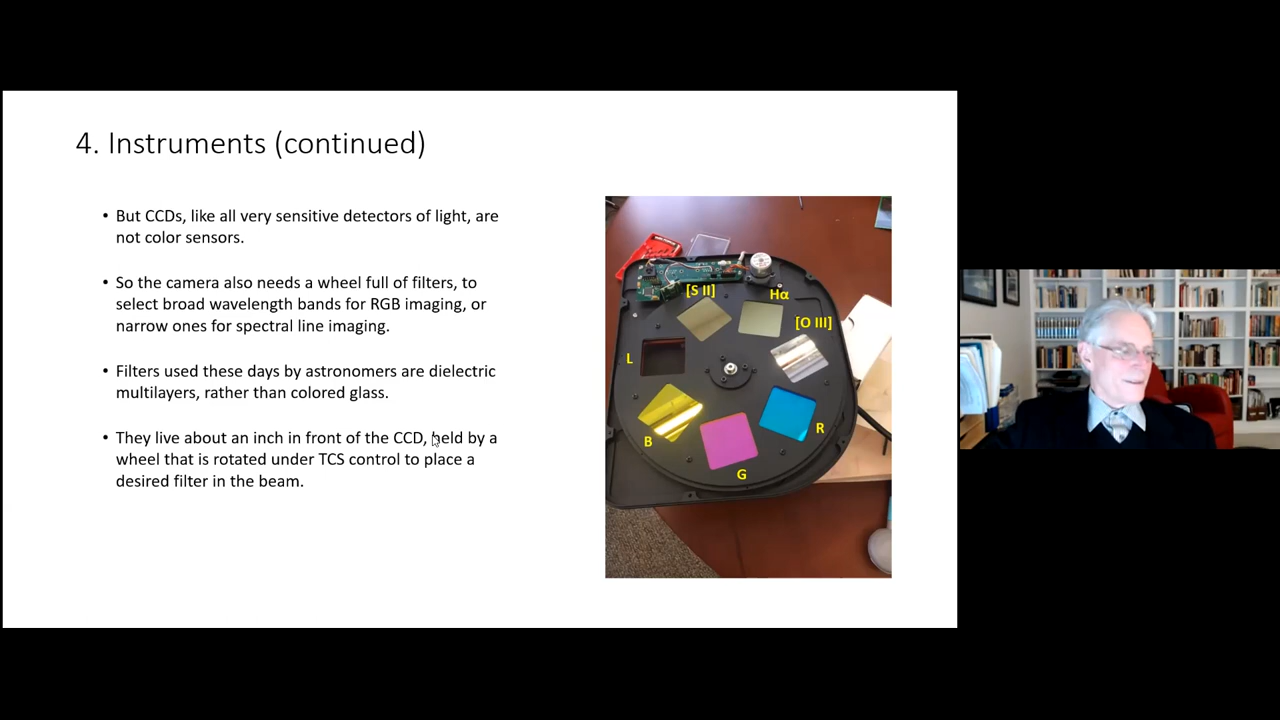 4. Instruments (continued)
• But CCDs, like all very sensitive detectors of light, are
not color sensors.
• So the camera also needs a wheel full of filters, to
select broad wavelength bands for RGB imaging, or
narrow ones for spectral line imaging.
• Filters used these days by astronomers are dielectric
multilayers, rather than colored glass.
• They live about an inch in front of the CCD, held by a
wheel that is rotated under TCS control to place a
desired filter in the beam.
[S II]
Hα
[O III]
L
R
B
G